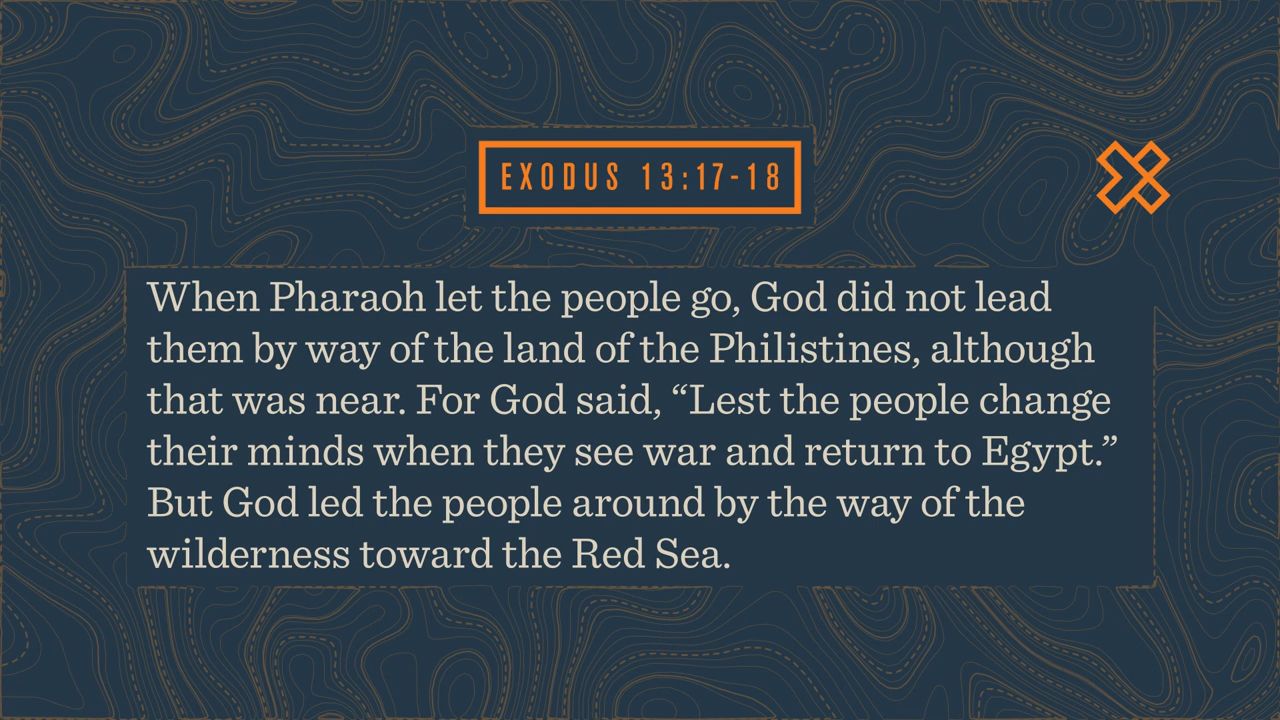 EXODUS 13:17-18
When Pharaoh let the people go, God did not lead
them by way of the land of the Philistines, although
that was near. For God said, “Lest the people change
their minds when they see war and return to Egypt.”
But God led the people around by the way of the
wilderness toward the Red Sea.